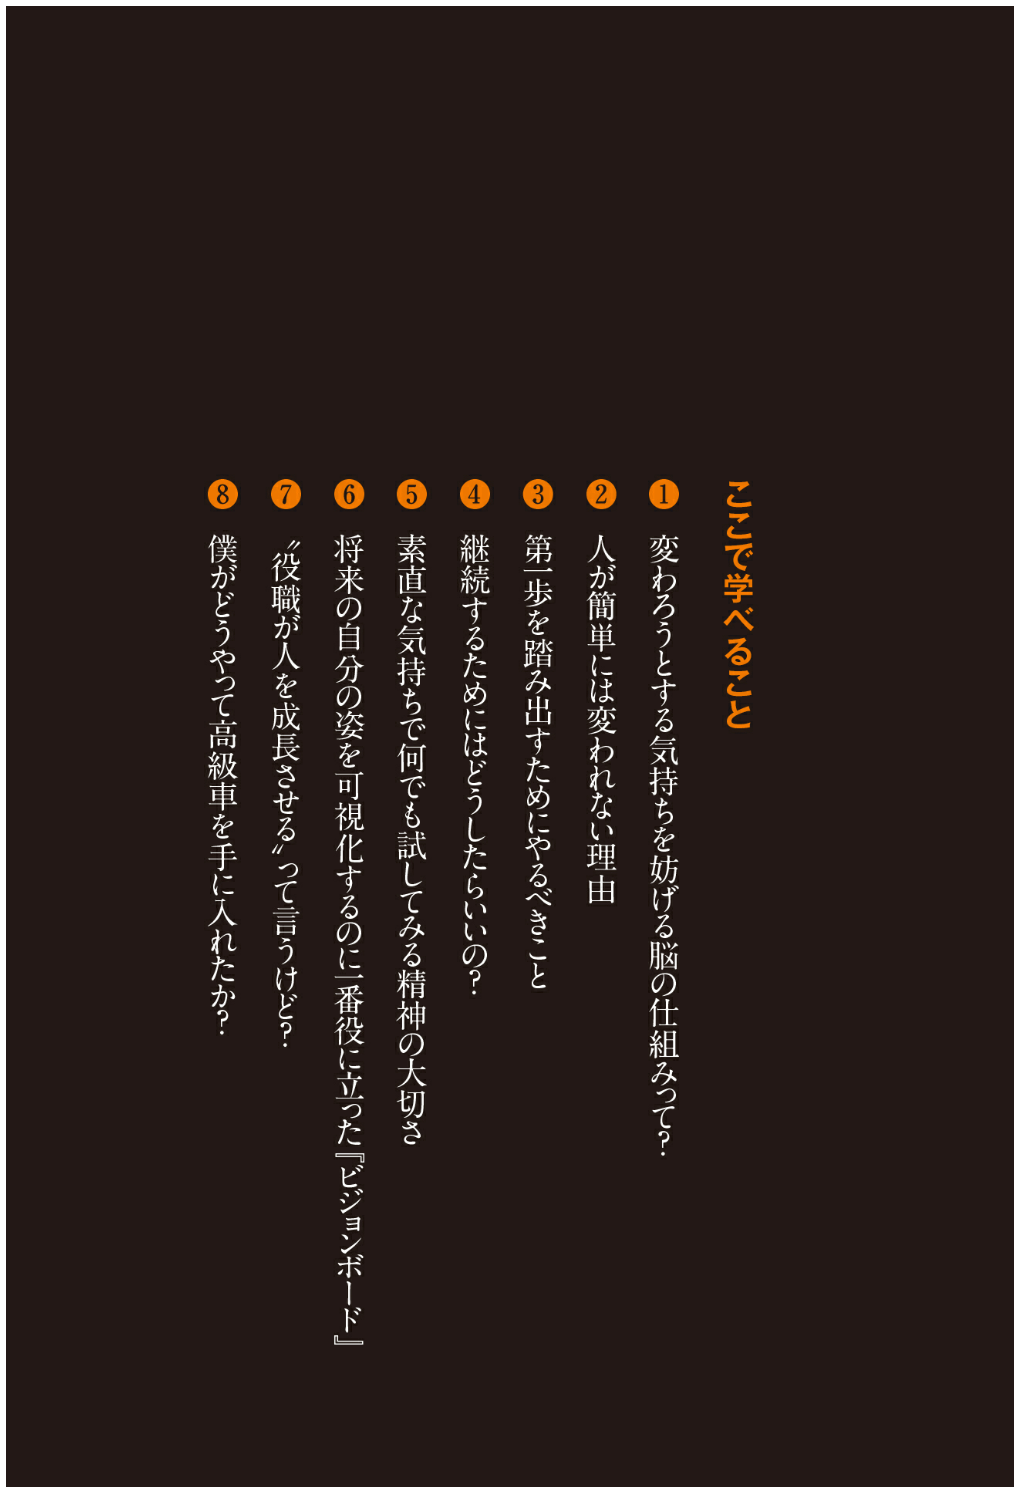 ここで学べること
❶ 変わろうとする気持ちを妨げる脳の仕組みって？
❷ 人が簡単には変われない理由
❸ 第一歩を踏み出すためにやるべきこと
❹ 継続するためにはどうしたらいいの？
❺ 素直な気持ちで何でも試してみる精神の大切さ
❻ 将来の自分の姿を可視化するのに一番役に立った『ビジョンボード』
❼ 〝役職が人を成長させる〟って言うけど？
❽ 僕がどうやって高級車を手に入れたか？